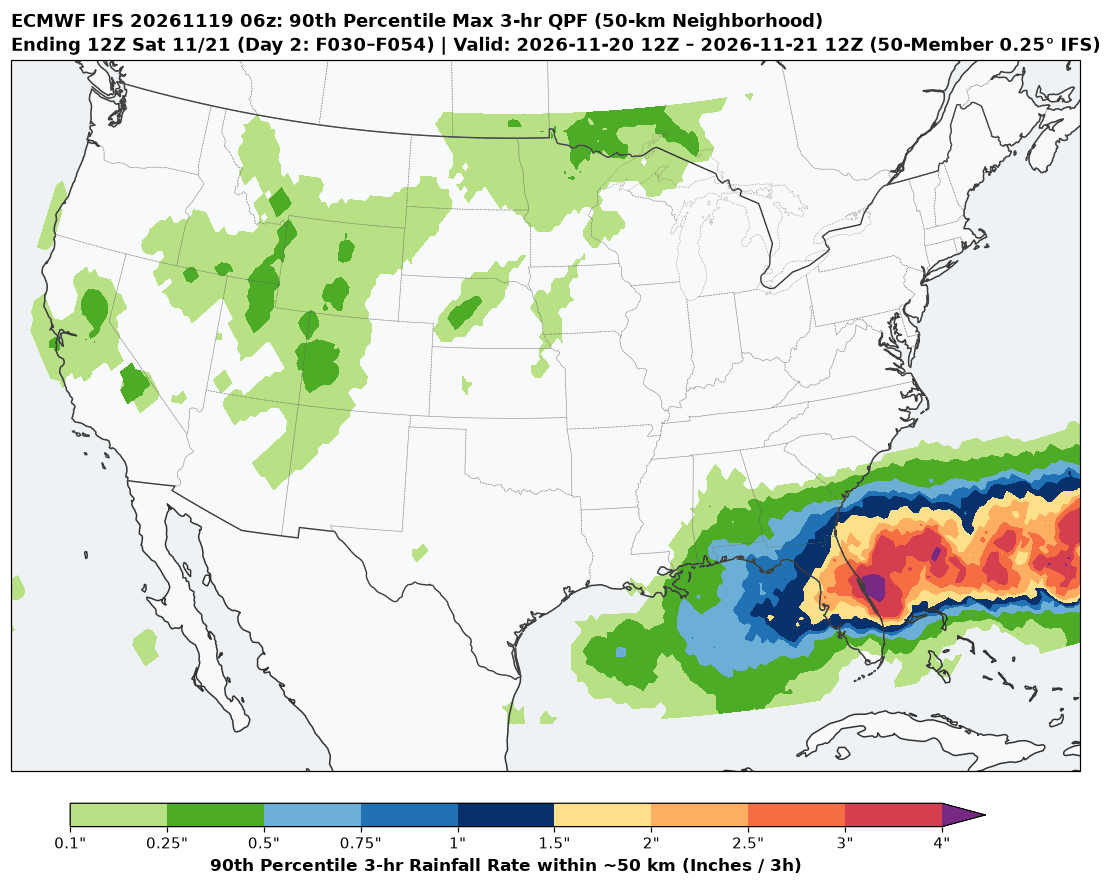 ECMWF IFS 20261119 06z: 90th Percentile Max 3-hr QPF (50-km Neighborhood)
Ending 12Z Sat 11/21 (Day 2: F030–F054) | Valid: 2026-11-20 12Z – 2026-11-21 12Z (50-Member 0.25° IFS)
0.1" 0.25" 0.5" 0.75" 1" 1.5" 2" 2.5" 3" 4"
90th Percentile 3-hr Rainfall Rate within ~50 km (Inches / 3h)